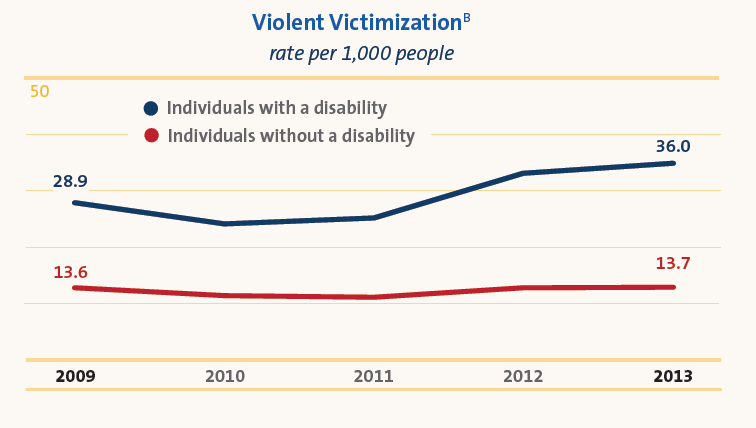 Violent Victimization^B
rate per 1,000 people
50
Individuals with a disability
Individuals without a disability
36.0
28.9
13.6
13.7
2009 2010 2011 2012 2013